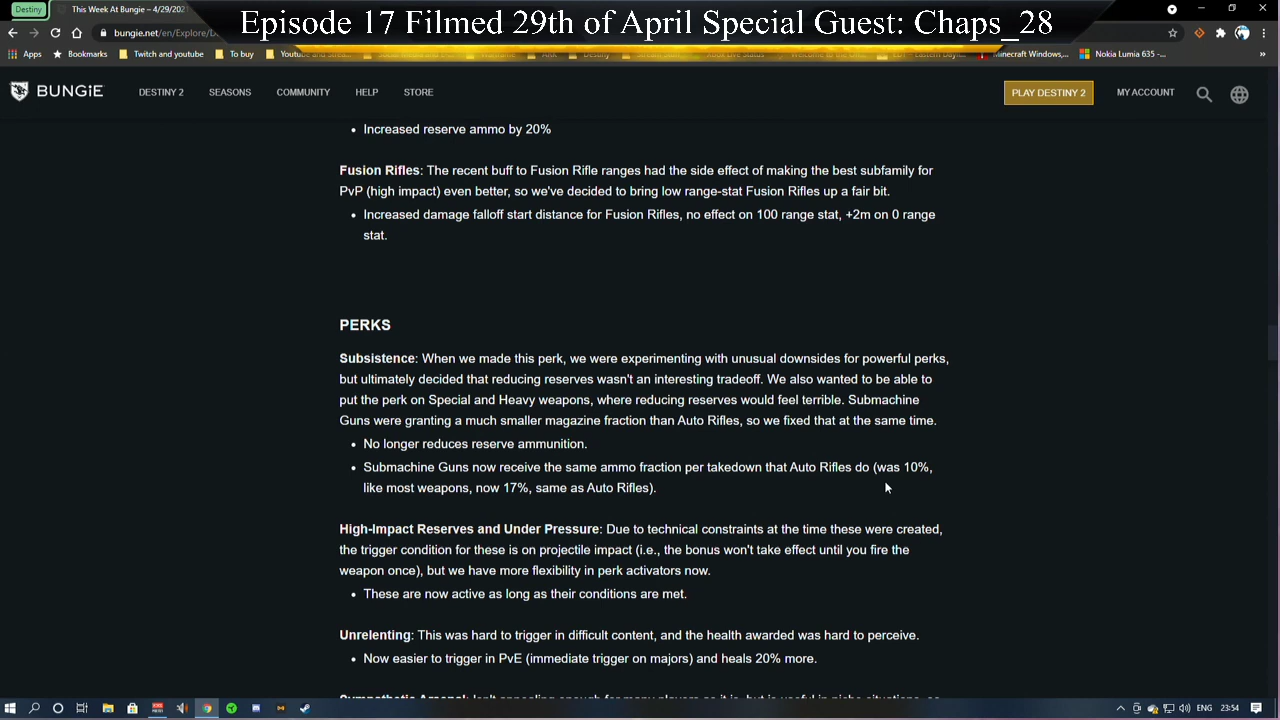 Episode 17 Filmed 29th of April Special Guest: Chaps_28
Destiny
This Week At Bungie – 4/29/202
bungie.net/en/Explore/D
Apps
Bookmarks
Twitch and youtube
To buy
Microsoft Windows,...
Nokia Lumia 635 -...
BUNGIE
DESTINY 2
SEASONS
COMMUNITY
HELP
STORE
PLAY DESTINY 2
MY ACCOUNT
• Increased reserve ammo by 20%
Fusion Rifles: The recent buff to Fusion Rifle ranges had the side effect of making the best subfamily for
PvP (high impact) even better, so we've decided to bring low range-stat Fusion Rifles up a fair bit.
• Increased damage falloff start distance for Fusion Rifles, no effect on 100 range stat, +2m on 0 range
stat.
PERKS
Subsistence: When we made this perk, we were experimenting with unusual downsides for powerful perks,
but ultimately decided that reducing reserves wasn't an interesting tradeoff. We also wanted to be able to
put the perk on Special and Heavy weapons, where reducing reserves would feel terrible. Submachine
Guns were granting a much smaller magazine fraction than Auto Rifles, so we fixed that at the same time.
• No longer reduces reserve ammunition.
• Submachine Guns now receive the same ammo fraction per takedown that Auto Rifles do (was 10%,
like most weapons, now 17%, same as Auto Rifles).
High-Impact Reserves and Under Pressure: Due to technical constraints at the time these were created,
the trigger condition for these is on projectile impact (i.e., the bonus won't take effect until you fire the
weapon once), but we have more flexibility in perk activators now.
• These are now active as long as their conditions are met.
Unrelenting: This was hard to trigger in difficult content, and the health awarded was hard to perceive.
• Now easier to trigger in PvE (immediate trigger on majors) and heals 20% more.
23:54